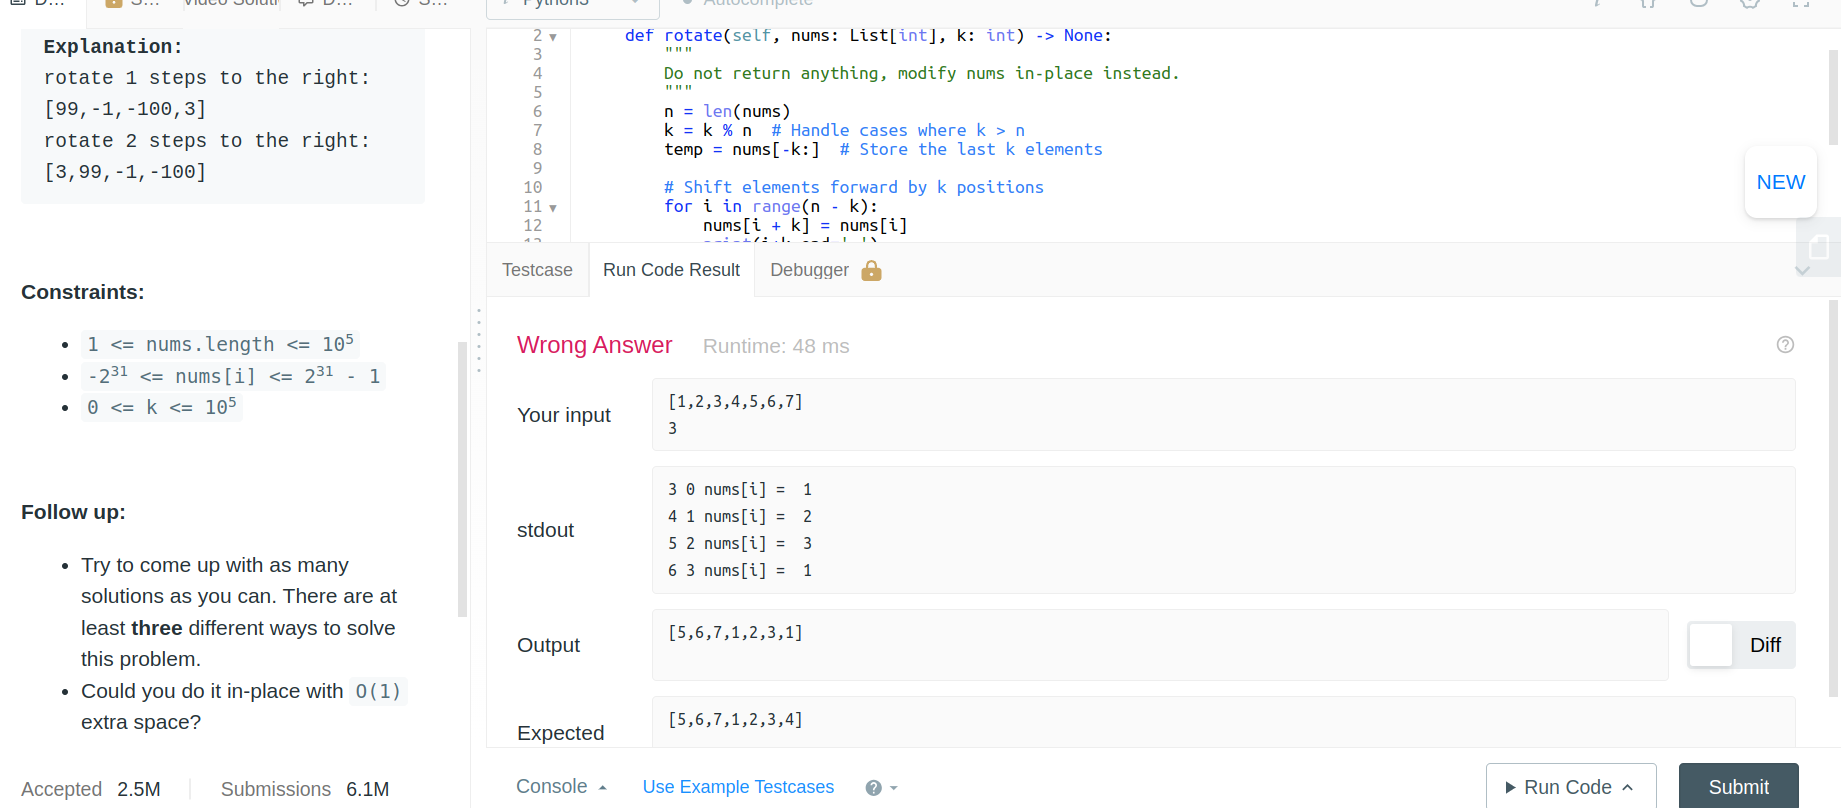 D...
S...
Video Soluti
D...
S...
Python3
Autocomplete
Explanation:
rotate 1 steps to the right:
[99,-1,-100,3]
rotate 2 steps to the right:
[3,99,-1,-100]
Constraints:
1 <= nums.length <= 10^5
-2^31 <= nums[i] <= 2^31 - 1
0 <= k <= 10^5
Follow up:
Try to come up with as many
solutions as you can. There are at
least three different ways to solve
this problem.
Could you do it in-place with O(1)
extra space?
Accepted 2.5M Submissions 6.1M
2 def rotate(self, nums: List[int], k: int) -> None:
3 """
4 Do not return anything, modify nums in-place instead.
5 """
6 n = len(nums)
7 k = k % n # Handle cases where k > n
8 temp = nums[-k:] # Store the last k elements
9
10 # Shift elements forward by k positions
11 for i in range(n - k):
12 nums[i + k] = nums[i]
NEW
Testcase Run Code Result Debugger
Wrong Answer Runtime: 48 ms
Your input
[1,2,3,4,5,6,7]
3
stdout
3 0 nums[i] =  1
4 1 nums[i] =  2
5 2 nums[i] =  3
6 3 nums[i] =  1
Output
[5,6,7,1,2,3,1]
Diff
Expected
[5,6,7,1,2,3,4]
Console Use Example Testcases
Run Code
Submit